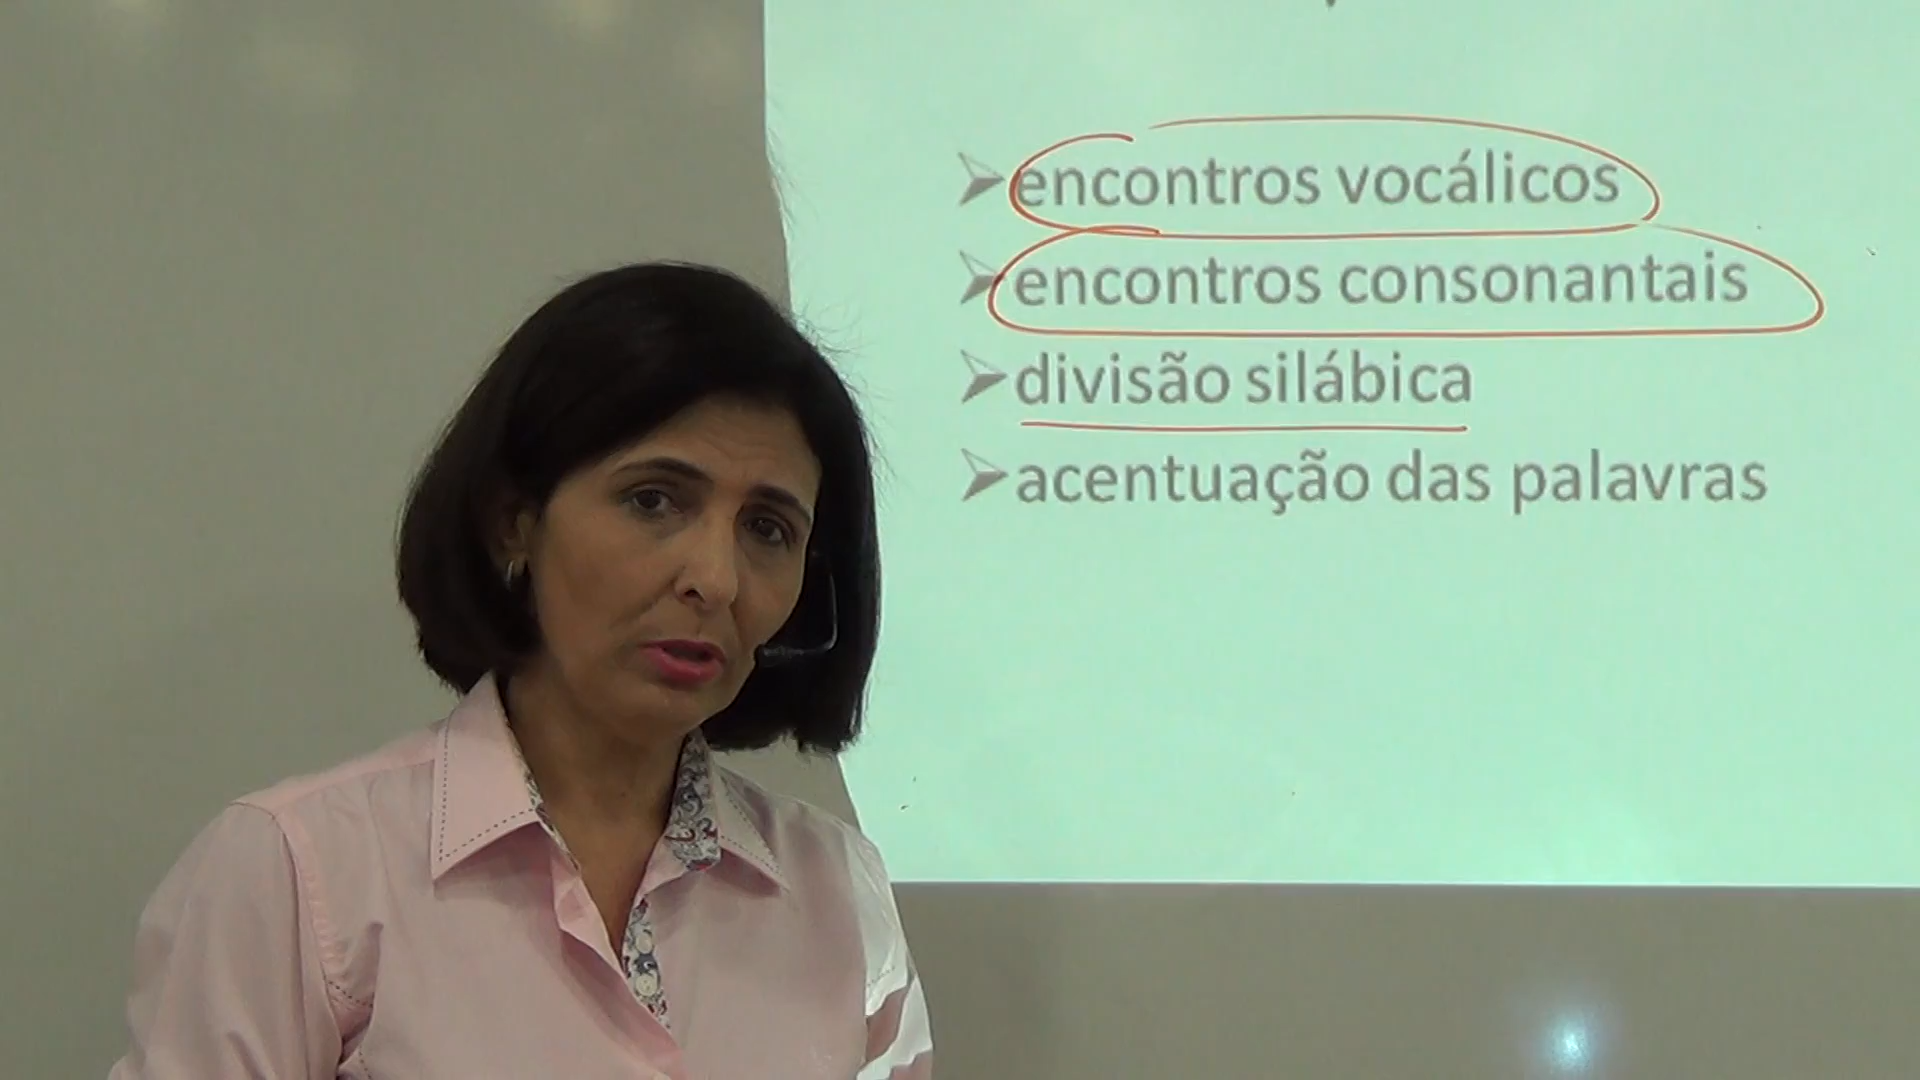 encontros vocálicos
encontros consonantais
divisão silábica
acentuação das palavras